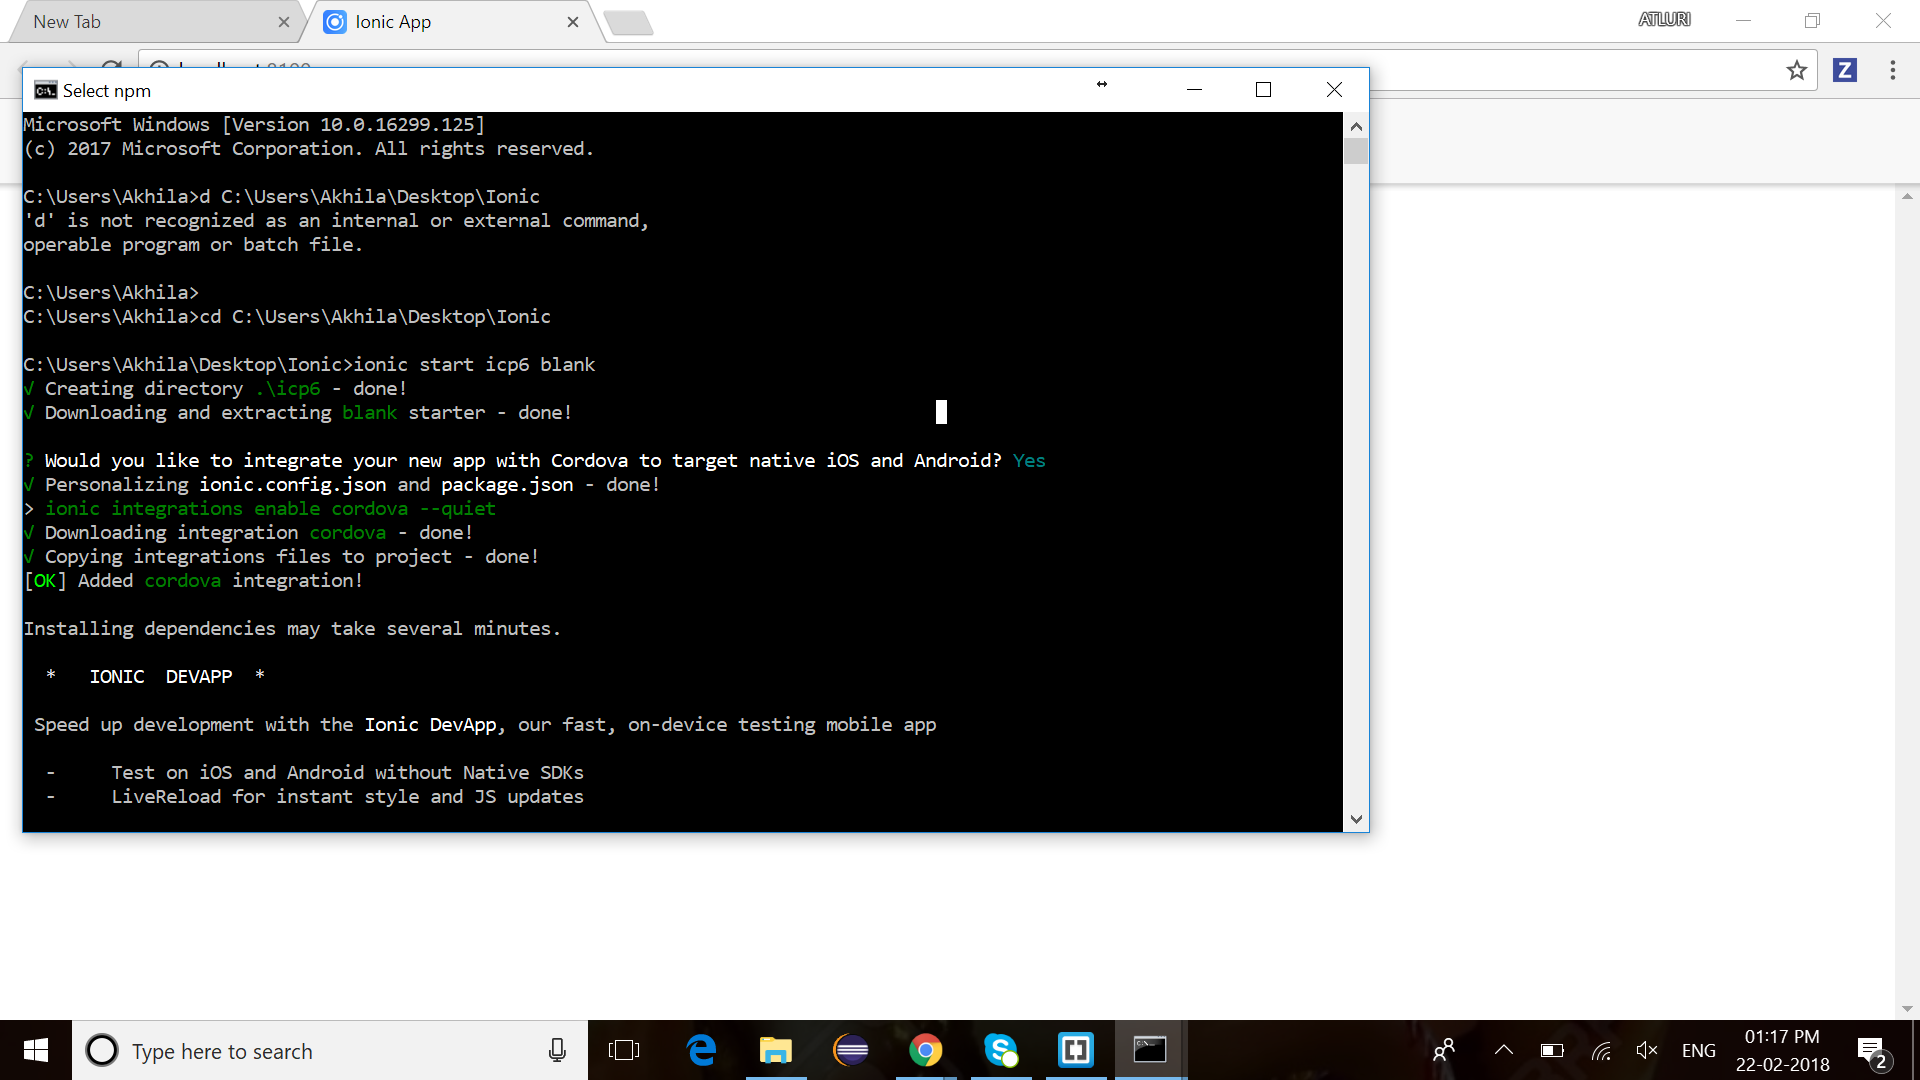 New Tab
Ionic App
ATLURI
Z
Select npm
Microsoft Windows [Version 10.0.16299.125]
(c) 2017 Microsoft Corporation. All rights reserved.
C:\Users\Akhila>d C:\Users\Akhila\Desktop\Ionic
'd' is not recognized as an internal or external command,
operable program or batch file.
C:\Users\Akhila>
C:\Users\Akhila>cd C:\Users\Akhila\Desktop\Ionic
C:\Users\Akhila\Desktop\Ionic>ionic start icp6 blank
√ Creating directory .\icp6 - done!
√ Downloading and extracting blank starter - done!
? Would you like to integrate your new app with Cordova to target native iOS and Android? Yes
√ Personalizing ionic.config.json and package.json - done!
> ionic integrations enable cordova --quiet
√ Downloading integration cordova - done!
√ Copying integrations files to project - done!
[OK] Added cordova integration!
Installing dependencies may take several minutes.
* IONIC DEVAPP *
Speed up development with the Ionic DevApp, our fast, on-device testing mobile app
- Test on iOS and Android without Native SDKs
- LiveReload for instant style and JS updates
Type here to search
ENG
01:17 PM
22-02-2018
2